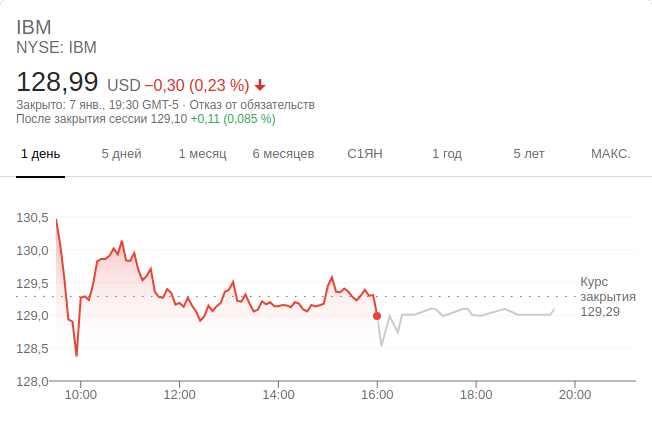 IBM
NYSE: IBM
128,99 USD −0,30 (0,23 %)
Закрыто: 7 янв., 19:30 GMT-5 · Отказ от обязательств
После закрытия сессии 129,10 +0,11 (0,085 %)
1 день 5 дней 1 месяц 6 месяцев С1ЯН 1 год 5 лет МАКС.
130,5
130,0
129,5
129,0
128,5
128,0
Курс
закрытия
129,29
10:00 12:00 14:00 16:00 18:00 20:00